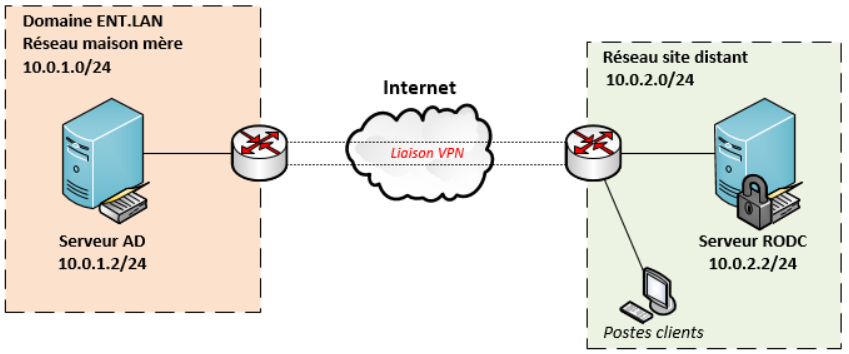 Domaine ENT.LAN
Réseau maison mère
10.0.1.0/24
Serveur AD
10.0.1.2/24
Internet
Liaison VPN
Réseau site distant
10.0.2.0/24
Serveur RODC
10.0.2.2/24
Postes clients